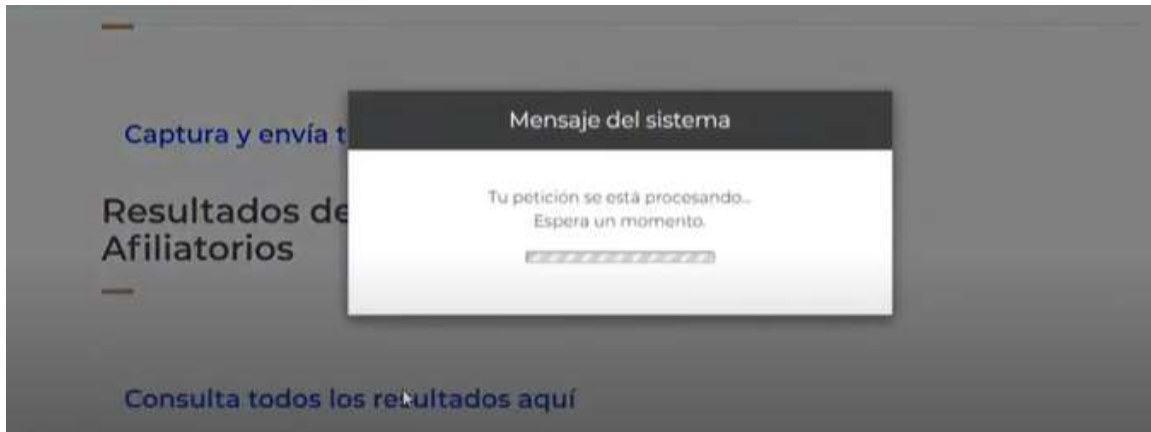 Captura y envía t
Mensaje del sistema
Tu petición se está procesando...
Espera un momento.
Resultados de
Afiliatorios
Consulta todos los resultados aquí